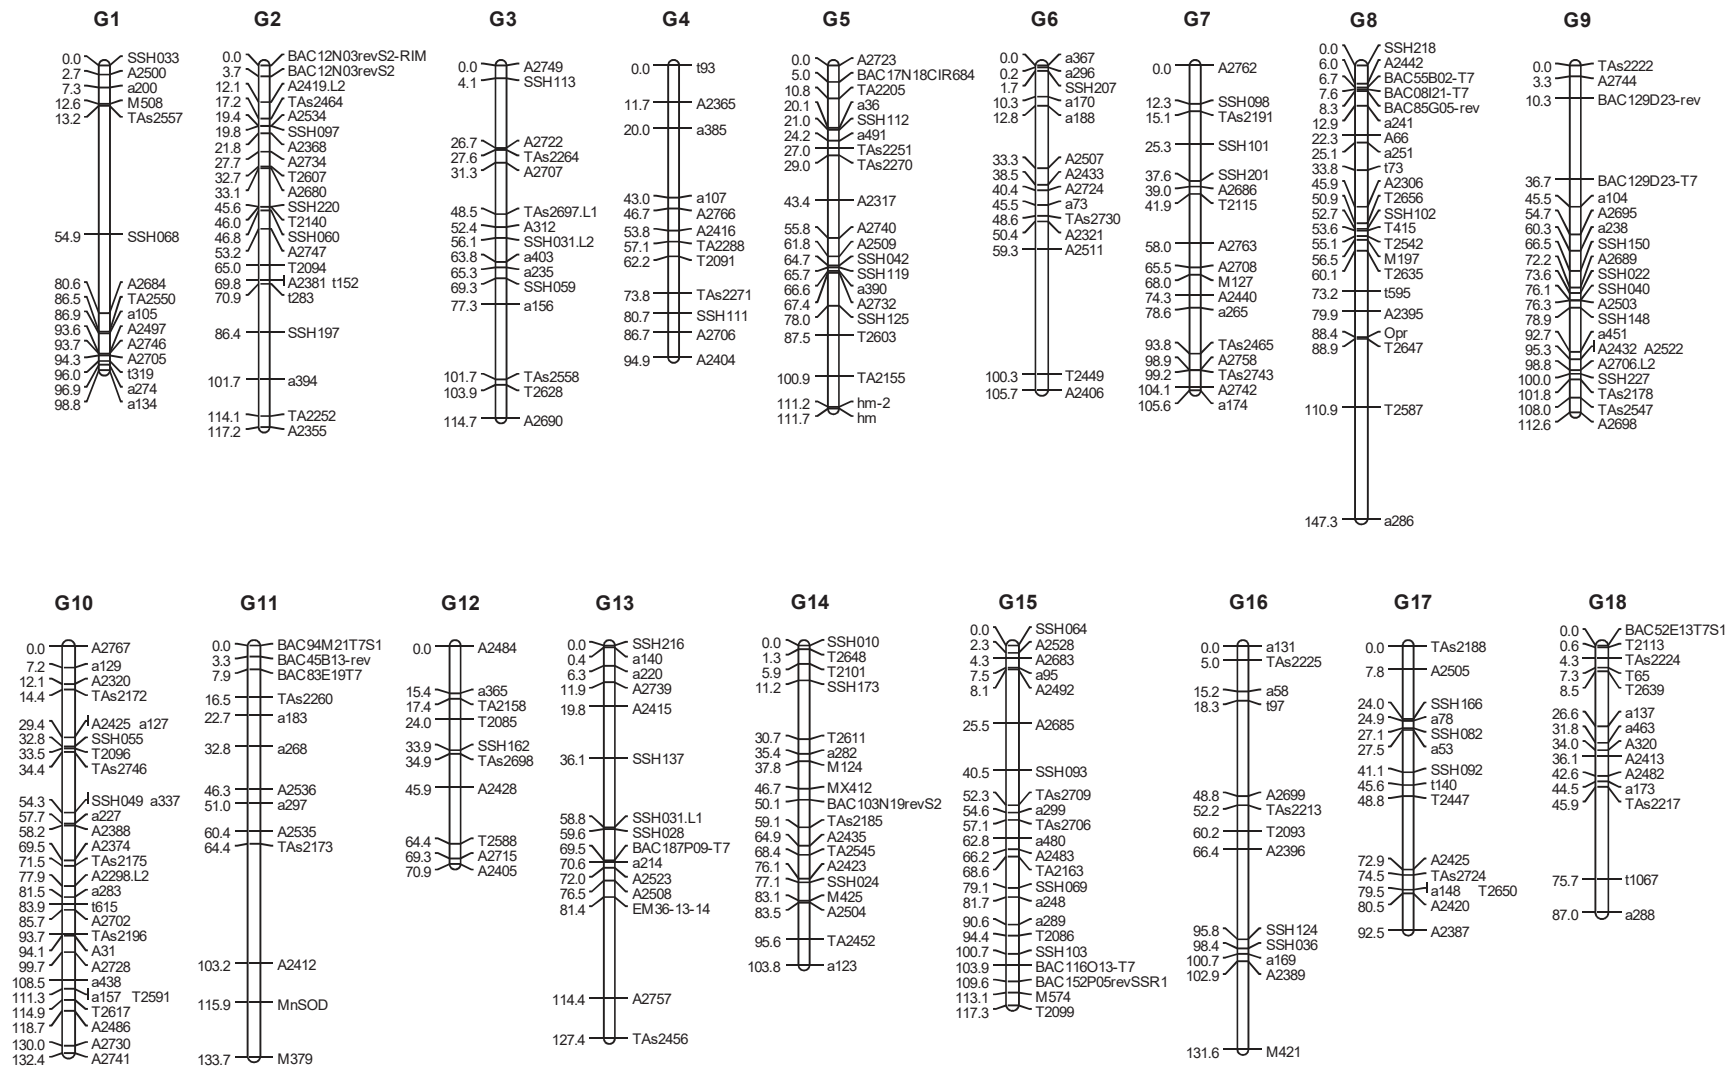 G1
0.0 SSH033
2.7 A2500
7.3 a200
12.6 M508
13.2 TAs2557
54.9 SSH068
80.6 A2684
86.5 TA2550
86.9 a105
93.6 A2497
93.7 A2746
94.3 A2705
96.0 t319
96.9 a274
98.8 a134
G2
0.0 BAC12N03revS2-RIM
3.7 BAC12N03revS2
12.1 A2419.L2
17.2 TAs2464
19.4 A2534
19.8 SSH097
21.8 A2368
27.7 A2734
32.7 T2607
33.1 A2680
45.6 SSH220
46.0 T2140
46.8 SSH060
53.2 A2747
65.0 T2094
69.8 A2381 t152
70.9 t283
86.4 SSH197
101.7 a394
114.1 TA2252
117.2 A2355
G3
0.0 A2749
4.1 SSH113
26.7 A2722
27.6 TAs2264
31.3 A2707
48.5 TAs2697.L1
52.4 A312
56.1 SSH031.L2
63.8 a403
65.3 a235
69.3 SSH059
77.3 a156
101.7 TAs2558
103.9 T2628
114.7 A2690
G4
0.0 t93
11.7 A2365
20.0 a385
43.0 a107
46.7 A2766
53.8 A2416
57.1 TA2288
62.2 T2091
73.8 TAs2271
80.7 SSH111
86.7 A2706
94.9 A2404
G5
0.0 A2723
5.0 BAC17N18CIR684
10.8 TA2205
20.1 a36
21.0 SSH112
24.2 a491
27.0 TAs2251
29.0 TAs2270
43.4 A2317
55.8 A2740
61.8 A2509
64.7 SSH042
65.7 SSH119
66.6 a390
67.4 A2732
78.0 SSH125
87.5 T2603
100.9 TA2155
111.2 hm-2
111.7 hm
G6
0.0 a367
0.2 a296
1.7 SSH207
10.3 a170
12.8 a188
33.3 A2507
38.5 A2433
40.4 A2724
45.5 a73
48.6 TAs2730
50.4 A2321
59.3 A2511
100.3 T2449
105.7 A2406
G7
0.0 A2762
12.3 SSH098
15.1 TAs2191
25.3 SSH101
37.6 SSH201
39.0 A2686
41.9 T2115
58.0 A2763
65.5 A2708
68.0 M127
74.3 A2440
78.6 a265
93.8 TAs2465
98.9 A2758
99.2 TAs2743
104.1 A2742
105.6 a174
G8
0.0 SSH218
6.0 A2442
6.7 BAC55B02-T7
7.6 BAC08I21-T7
8.3 BAC85G05-rev
12.9 a241
22.3 A66
25.1 a251
33.8 t73
45.9 A2306
50.9 T2656
52.7 SSH102
53.6 T415
55.1 T2542
56.5 M197
60.1 T2635
73.2 t595
79.9 A2395
88.4 Opr
88.9 T2647
110.9 T2587
147.3 a286
G9
0.0 TAs2222
3.3 A2744
10.3 BAC129D23-rev
36.7 BAC129D23-T7
45.5 a104
54.7 A2695
60.3 a238
66.5 SSH150
72.2 A2689
73.6 SSH022
76.1 SSH040
76.3 A2503
78.9 SSH148
92.7 a451
95.3 A2432 A2522
98.8 A2706.L2
100.0 SSH227
101.8 TAs2178
108.0 TAs2547
112.6 A2698
G10
0.0 A2767
7.2 a129
12.1 A2320
14.4 TAs2172
29.4 A2425 a127
32.8 SSH055
33.5 T2096
34.4 TAs2746
54.3 SSH049 a337
57.7 a227
58.2 A2388
69.5 A2374
71.5 TAs2175
77.9 A2298.L2
81.5 a283
83.9 t615
85.7 A2702
93.7 TAs2196
94.1 A31
99.7 A2728
108.5 a438
111.3 a157 T2591
114.9 T2617
118.7 A2486
130.0 A2730
132.4 A2741
G11
0.0 BAC94M21T7S1
3.3 BAC45B13-rev
7.9 BAC83E19T7
16.5 TAs2260
22.7 a183
32.8 a268
46.3 A2536
51.0 a297
60.4 A2535
64.4 TAs2173
103.2 A2412
115.9 MnSOD
133.7 M379
G12
0.0 A2484
15.4 a365
17.4 TA2158
24.0 T2085
33.9 SSH162
34.9 TAs2698
45.9 A2428
64.4 T2588
69.3 A2715
70.9 A2405
G13
0.0 SSH216
0.4 a140
6.3 a220
11.9 A2739
19.8 A2415
36.1 SSH137
58.8 SSH031.L1
59.6 SSH028
69.5 BAC187P09-T7
70.6 a214
72.0 A2523
76.5 A2508
81.4 EM36-13-14
114.4 A2757
127.4 TAs2456
G14
0.0 SSH010
1.3 T2648
5.9 T2101
11.2 SSH173
30.7 T2611
35.4 a282
37.8 M124
46.7 MX412
50.1 BAC103N19revS2
59.1 TAs2185
64.9 A2435
68.4 TA2545
76.1 A2423
77.1 SSH024
83.1 M425
83.5 A2504
95.6 TA2452
103.8 a123
G15
0.0 SSH064
2.3 A2528
4.3 A2683
7.5 a95
8.1 A2492
25.5 A2685
40.5 SSH093
52.3 TAs2709
54.6 a299
57.1 TAs2706
62.8 a480
66.2 A2483
68.6 TA2163
79.1 SSH069
81.7 a248
90.6 a289
94.4 T2086
100.7 SSH103
103.9 BAC116O13-T7
109.6 BAC152P05revSSR1
113.1 M574
117.3 T2099
G16
0.0 a131
5.0 TAs2225
15.2 a58
18.3 t97
48.8 A2699
52.2 TAs2213
60.2 T2093
66.4 A2396
95.8 SSH124
98.4 SSH036
100.7 a169
102.9 A2389
131.6 M421
G17
0.0 TAs2188
7.8 A2505
24.0 SSH166
24.9 a78
27.1 SSH082
27.5 a53
41.1 SSH092
45.6 t140
48.8 T2447
72.9 A2425
74.5 TAs2724
79.5 a148 T2650
80.5 A2420
92.5 A2387
G18
0.0 BAC52E13T7S1
0.6 T2113
4.3 TAs2224
7.3 T65
8.5 T2639
26.6 a137
31.8 a463
34.0 A320
36.1 A2413
42.6 A2482
44.5 a173
45.9 TAs2217
75.7 t1067
87.0 a288